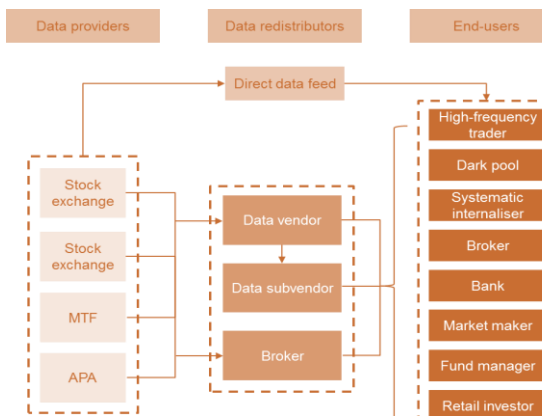 Data providers
Data redistributors
End-users
Direct data feed
Stock
exchange
Stock
exchange
MTF
APA
Data vendor
Data subvendor
Broker
High-frequency
trader
Dark pool
Systematic
internaliser
Broker
Bank
Market maker
Fund manager
Retail investor